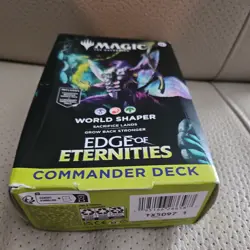 MAGIC
WORLD SHAPER
SACRIFICE LANDS
GROW BACK STRONGER
EDGE OF
ETERNITIES
COMMANDER DECK